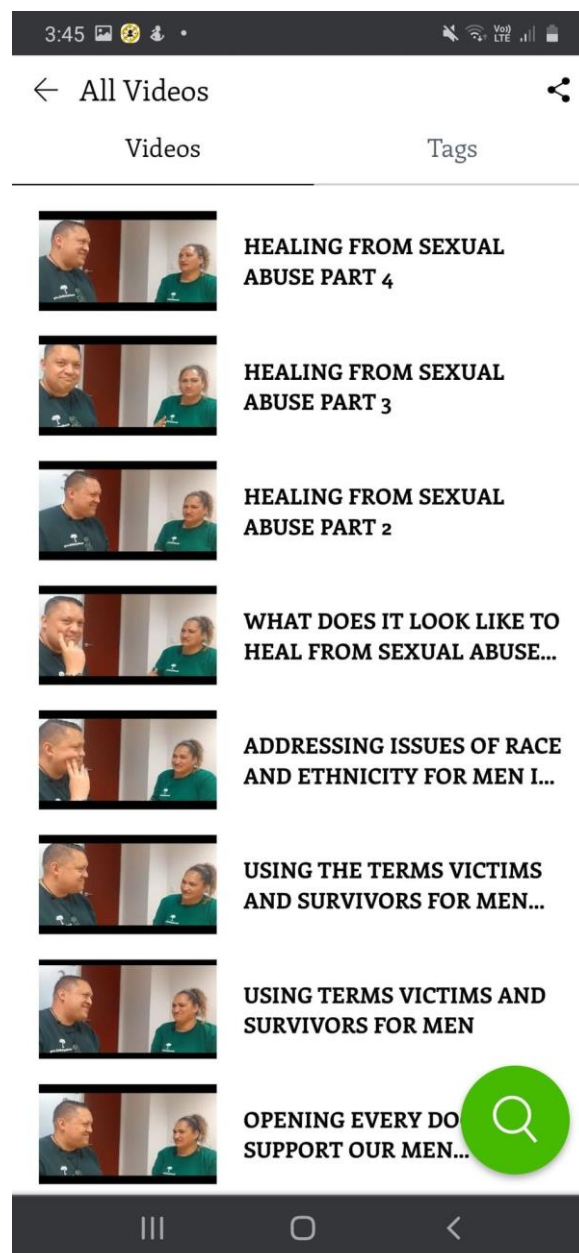 3:45
Vo)) LTE
All Videos
Videos
Tags
HEALING FROM SEXUAL
ABUSE PART 4
HEALING FROM SEXUAL
ABUSE PART 3
HEALING FROM SEXUAL
ABUSE PART 2
WHAT DOES IT LOOK LIKE TO
HEAL FROM SEXUAL ABUSE...
ADDRESSING ISSUES OF RACE
AND ETHNICITY FOR MEN I...
USING THE TERMS VICTIMS
AND SURVIVORS FOR MEN...
USING TERMS VICTIMS AND
SURVIVORS FOR MEN
OPENING EVERY DO
SUPPORT OUR MEN...